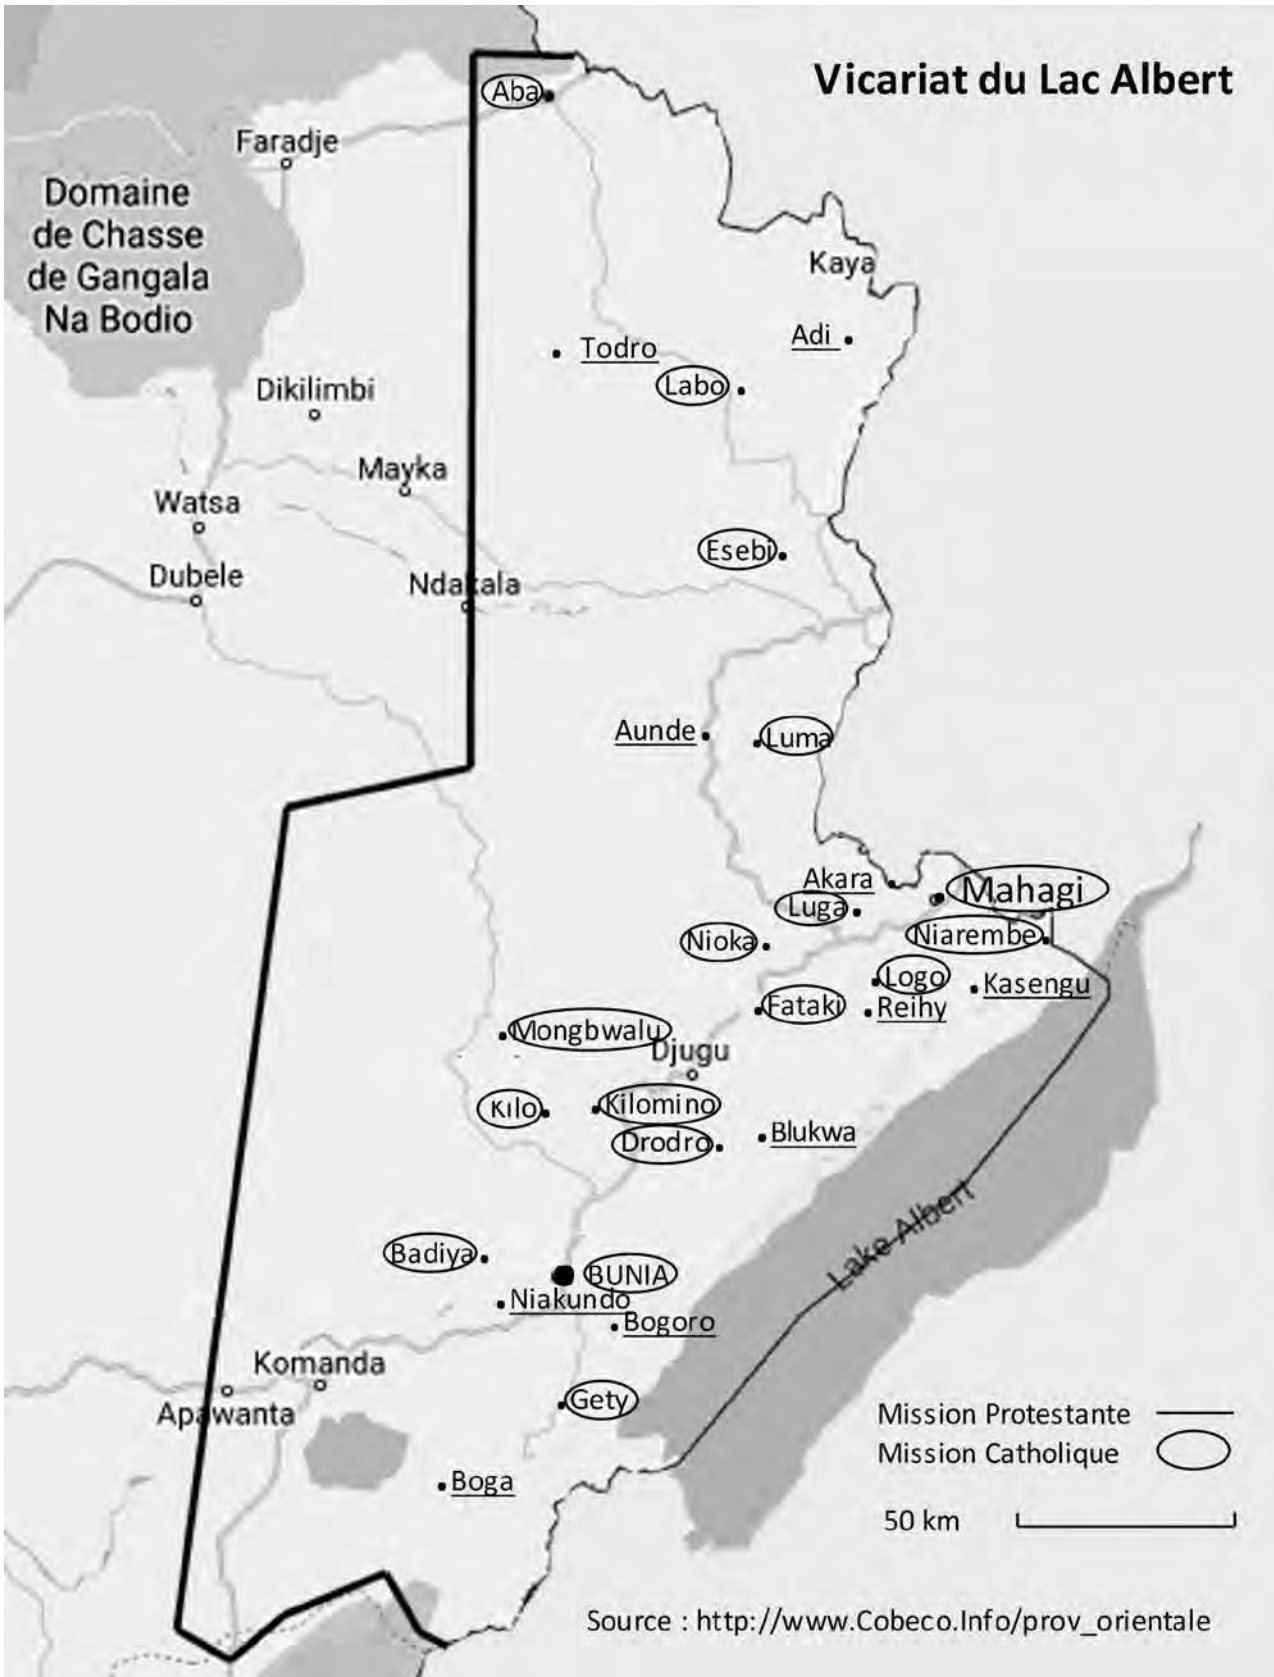 Vicariat du Lac Albert
Aba
Faradje
Domaine
de Chasse
de Gangala
Na Bodio
Kaya
Adi
Todro
Labo
Dikilimbi
Mayka
Watsa
Esebi
Dubele
Ndakala
Aunde
Luma
Akara
Mahagi
Luga
Nioka
Niarembe
Logo
Kasengu
Fataki
Reihy
Mongbwalu
Djugu
Kilo
Kilomino
Drodro
Blukwa
Lake Albert
Badiya
BUNIA
Niakundo
Bogoro
Komanda
Apawanta
Gety
Boga
Mission Protestante
Mission Catholique
50 km
Source : http://www.Cobeco.Info/prov_orientale